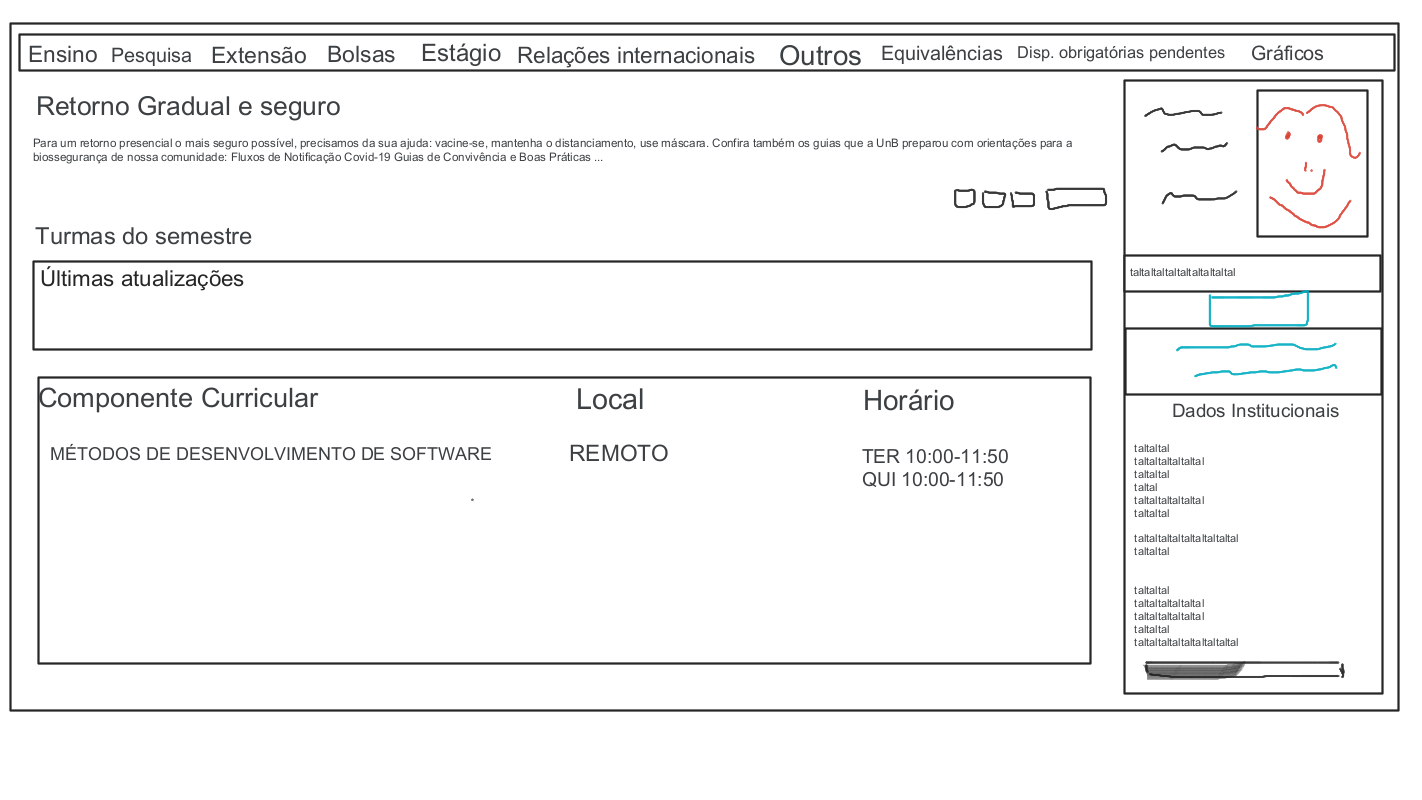 Ensino Pesquisa Extensão Bolsas Estágio Relações internacionais Outros Equivalências Disp. obrigatórias pendentes Gráficos
Retorno Gradual e seguro
Para um retorno presencial o mais seguro possível, precisamos da sua ajuda: vacine-se, mantenha o distanciamento, use máscara. Confira também os guias que a UnB preparou com orientações para a
biossegurança de nossa comunidade: Fluxos de Notificação Covid-19 Guias de Convivência e Boas Práticas ...
Turmas do semestre
Últimas atualizações
Componente Curricular Local Horário
MÉTODOS DE DESENVOLVIMENTO DE SOFTWARE REMOTO TER 10:00-11:50
QUI 10:00-11:50
taltaltaltaltaltaltaltaltal
Dados Institucionais
taltaltal
taltaltaltaltaltal
taltaltal
taltal
taltaltaltaltaltal
taltaltal
taltaltaltaltaltaltaltaltal
taltaltal
taltaltal
taltaltaltaltaltal
taltaltaltaltaltal
taltaltal
taltaltaltaltaltaltaltaltal